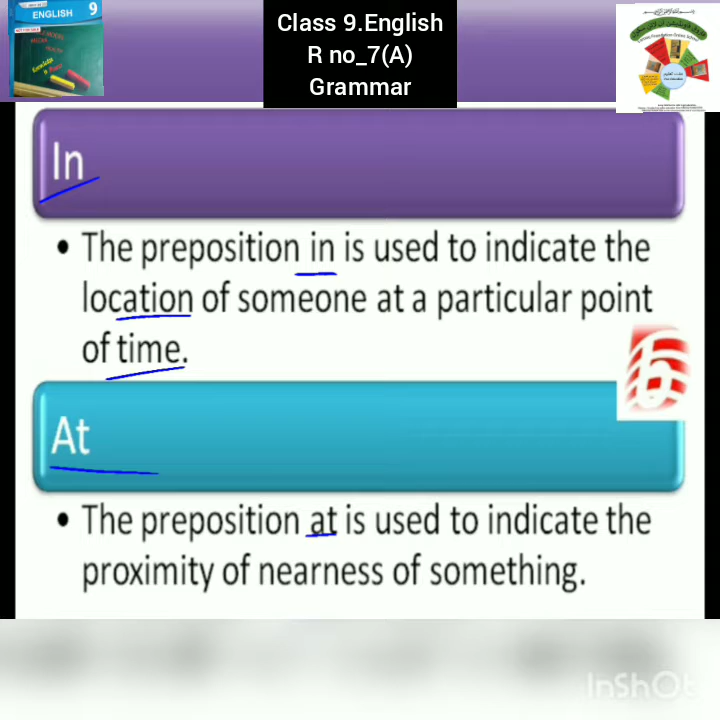 ENGLISH 9
Class 9.English
R no_7(A)
Grammar
In
• The preposition in is used to indicate the
location of someone at a particular point
of time.
At
• The preposition at is used to indicate the
proximity of nearness of something.
InShOt